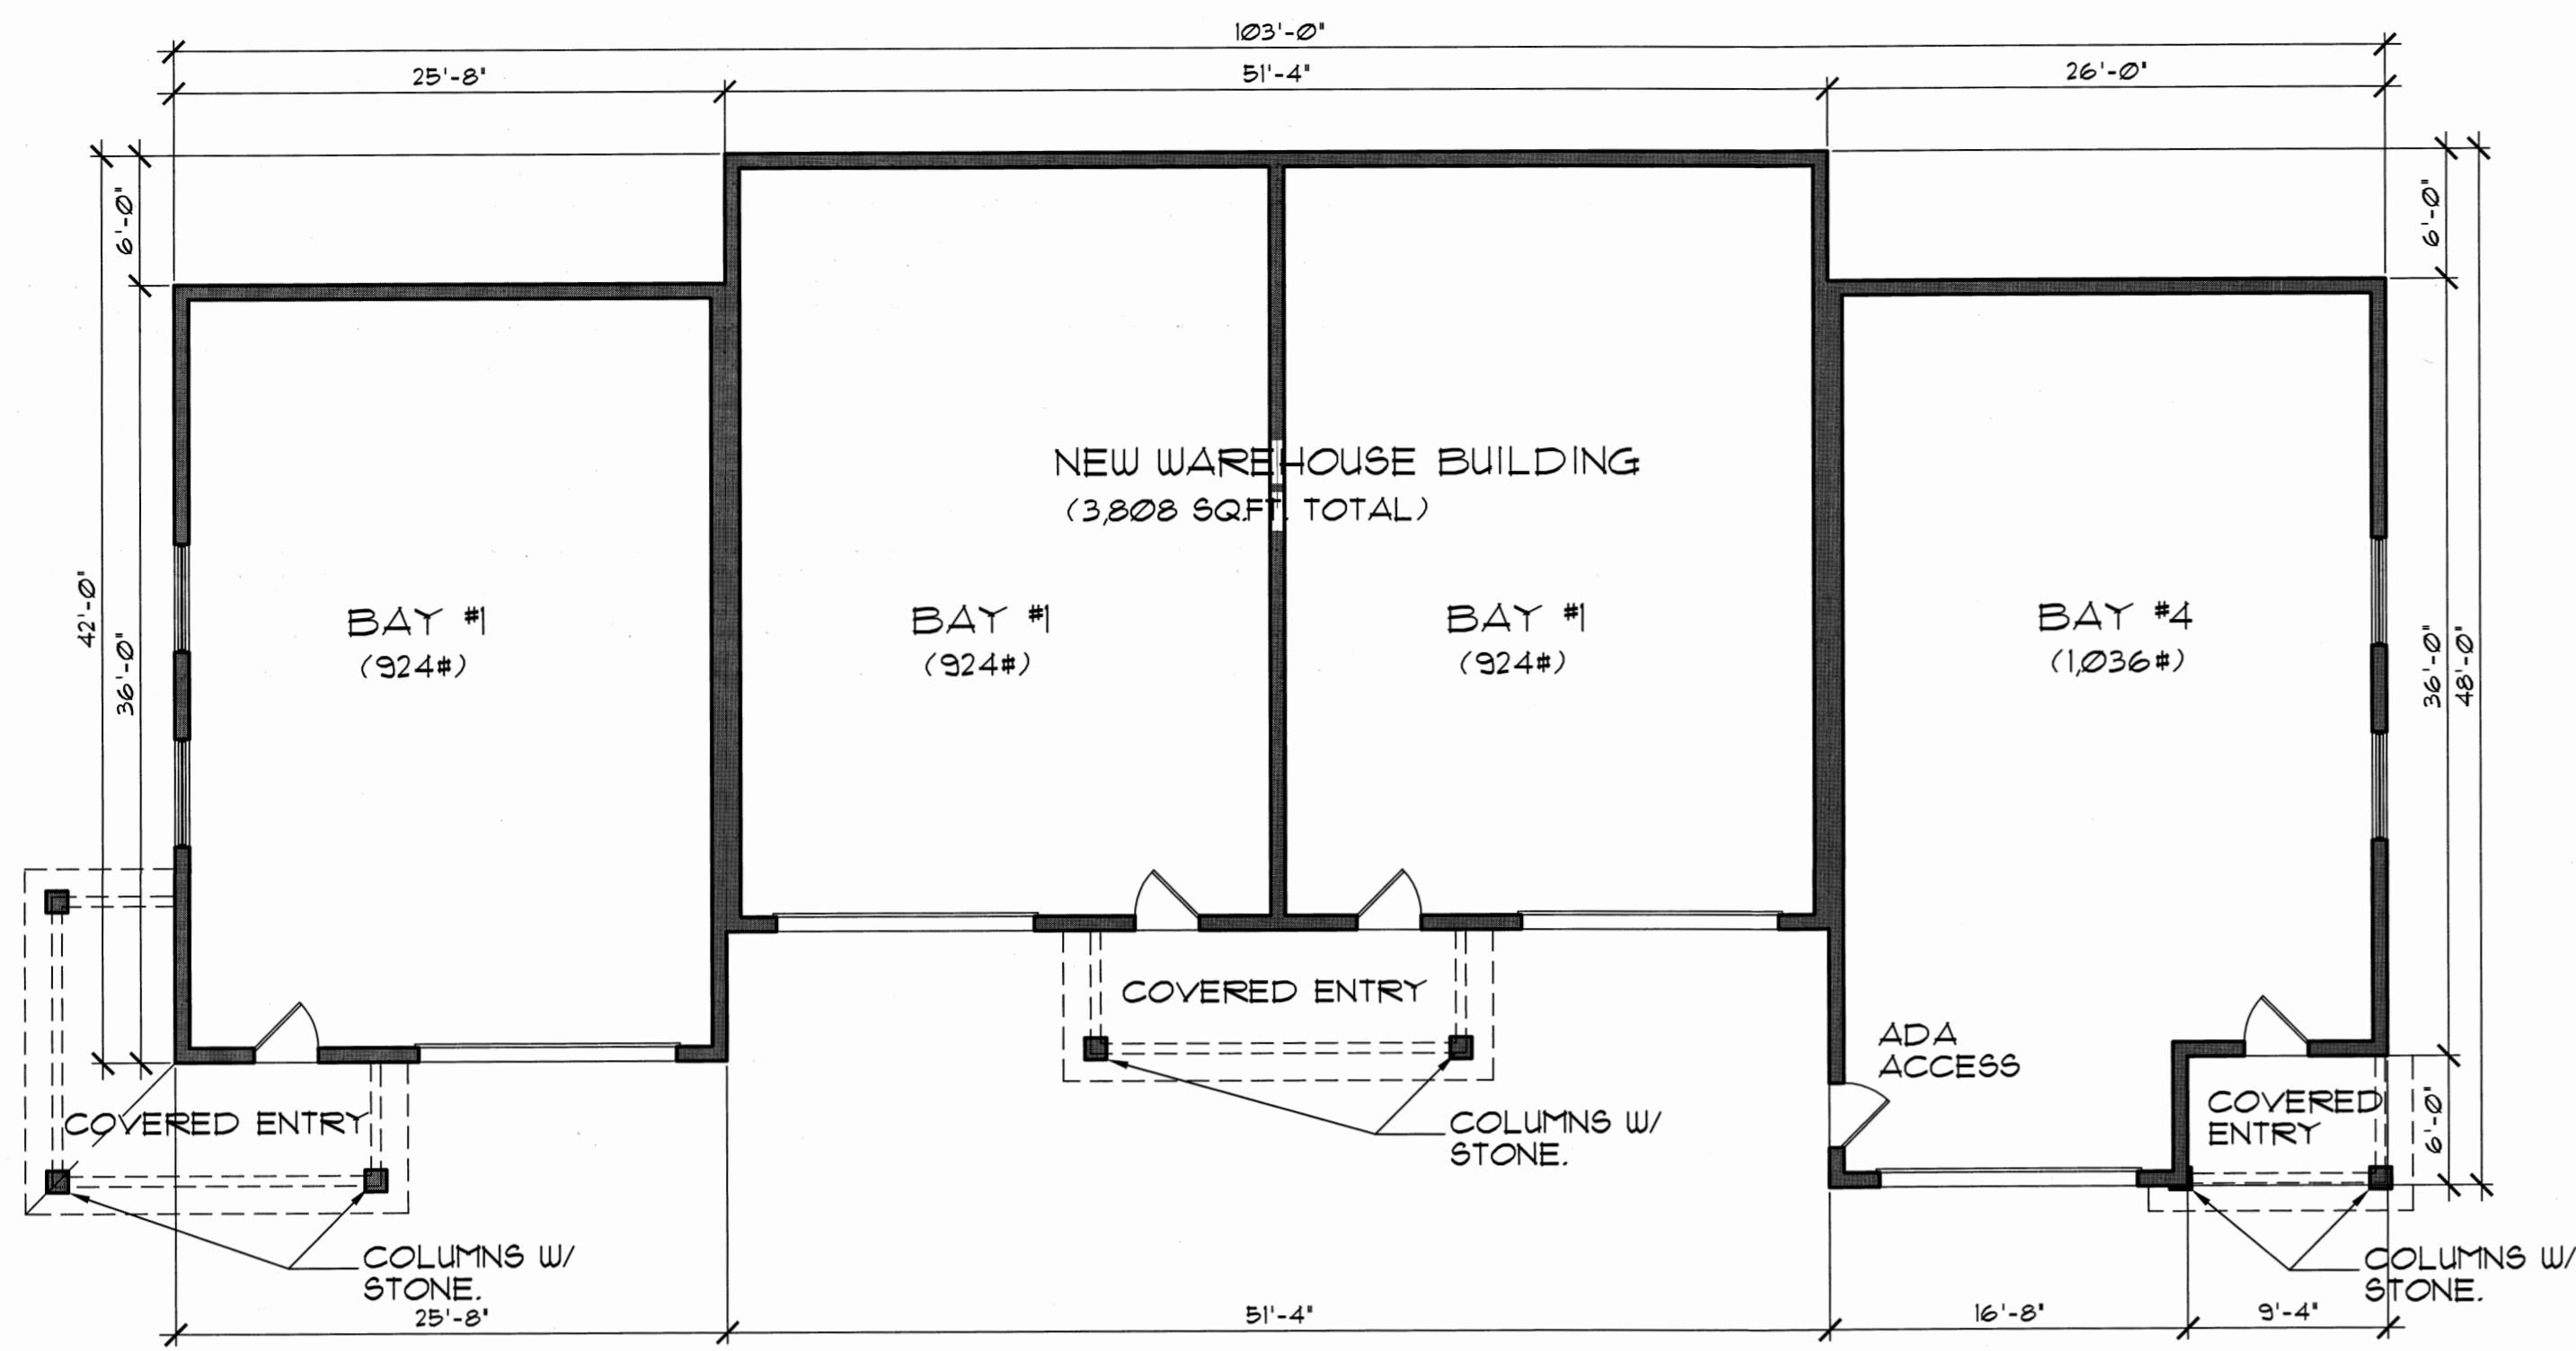 103'-0"
25'-8"
51'-4"
26'-0"
6'-0"
6'-0"
42'-0"
36'-0"
36'-0"
48'-0"
NEW WAREHOUSE BUILDING
(3,808 SQ.FT. TOTAL)
BAY #1
(924#)
BAY #1
(924#)
BAY #1
(924#)
BAY #4
(1,036#)
COVERED ENTRY
ADA
ACCESS
COVERED ENTRY
COVERED
ENTRY
6'-0"
COLUMNS W/
STONE.
COLUMNS W/
STONE.
COLUMNS W/
STONE.
25'-8"
51'-4"
16'-8"
9'-4"